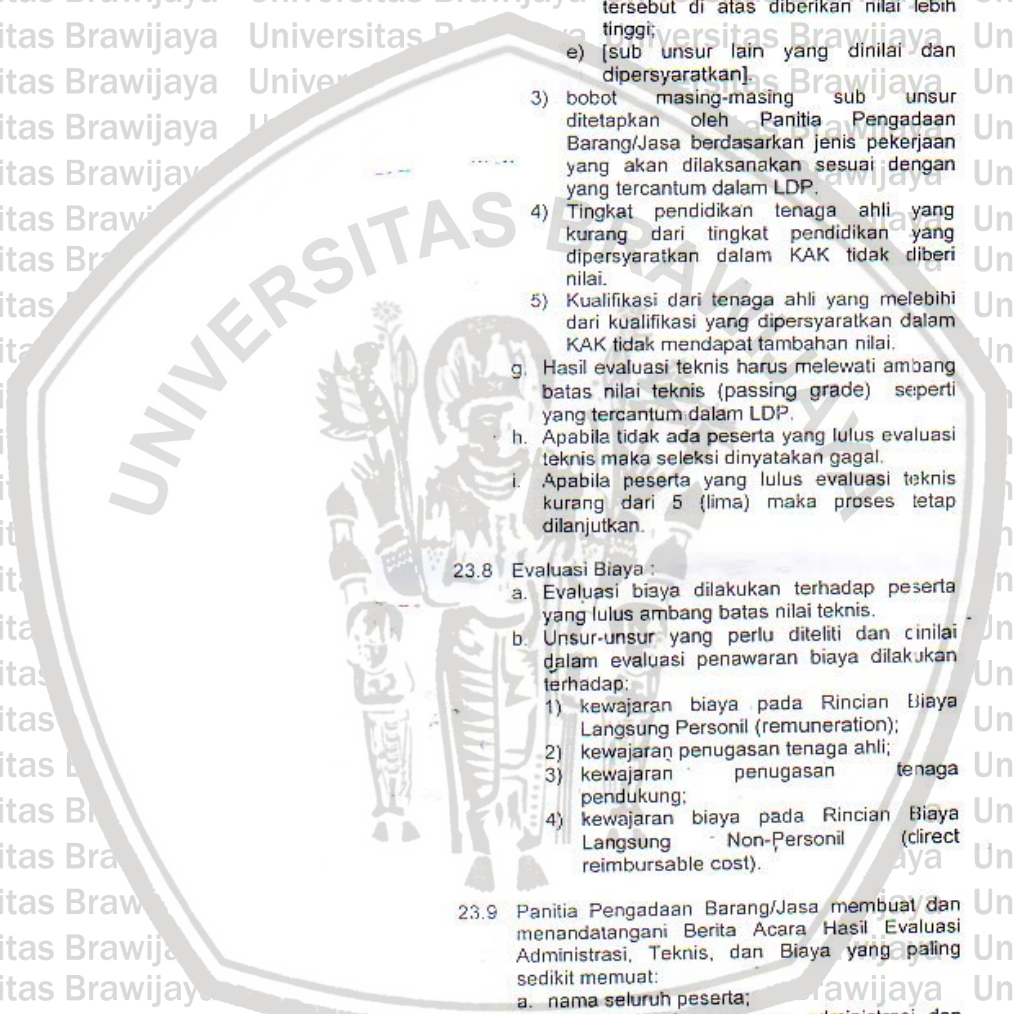 tersebut di atas diberikan nilai lebih
tinggi;
e) [sub unsur lain yang dinilai dan
dipersyaratkan].
3) bobot masing-masing sub unsur
ditetapkan oleh Panitia Pengadaan
Barang/Jasa berdasarkan jenis pekerjaan
yang akan dilaksanakan sesuai dengan
yang tercantum dalam LDP.
4) Tingkat pendidikan tenaga ahli yang
kurang dari tingkat pendidikan yang
dipersyaratkan dalam KAK tidak diberi
nilai.
5) Kualifikasi dari tenaga ahli yang melebihi
dari kualifikasi yang dipersyaratkan dalam
KAK tidak mendapat tambahan nilai.
g. Hasil evaluasi teknis harus melewati ambang
batas nilai teknis (passing grade) seperti
yang tercantum dalam LDP.
h. Apabila tidak ada peserta yang lulus evaluasi
teknis maka seleksi dinyatakan gagal.
i. Apabila peserta yang lulus evaluasi teknis
kurang dari 5 (lima) maka proses tetap
dilanjutkan.
23.8 Evaluasi Biaya :
a. Evaluasi biaya dilakukan terhadap peserta
yang lulus ambang batas nilai teknis.
b. Unsur-unsur yang perlu diteliti dan dinilai
dalam evaluasi penawaran biaya dilakukan
terhadap:
1) kewajaran biaya pada Rincian Biaya
Langsung Personil (remuneration);
2) kewajaran penugasan tenaga ahli;
3) kewajaran penugasan tenaga
pendukung;
4) kewajaran biaya pada Rincian Biaya
Langsung Non-Personil (direct
reimbursable cost).
23.9 Panitia Pengadaan Barang/Jasa membuat dan
menandatangani Berita Acara Hasil Evaluasi
Administrasi, Teknis, dan Biaya yang paling
sedikit memuat:
a. nama seluruh peserta;
UNIVERSITAS BRAWIJAYA